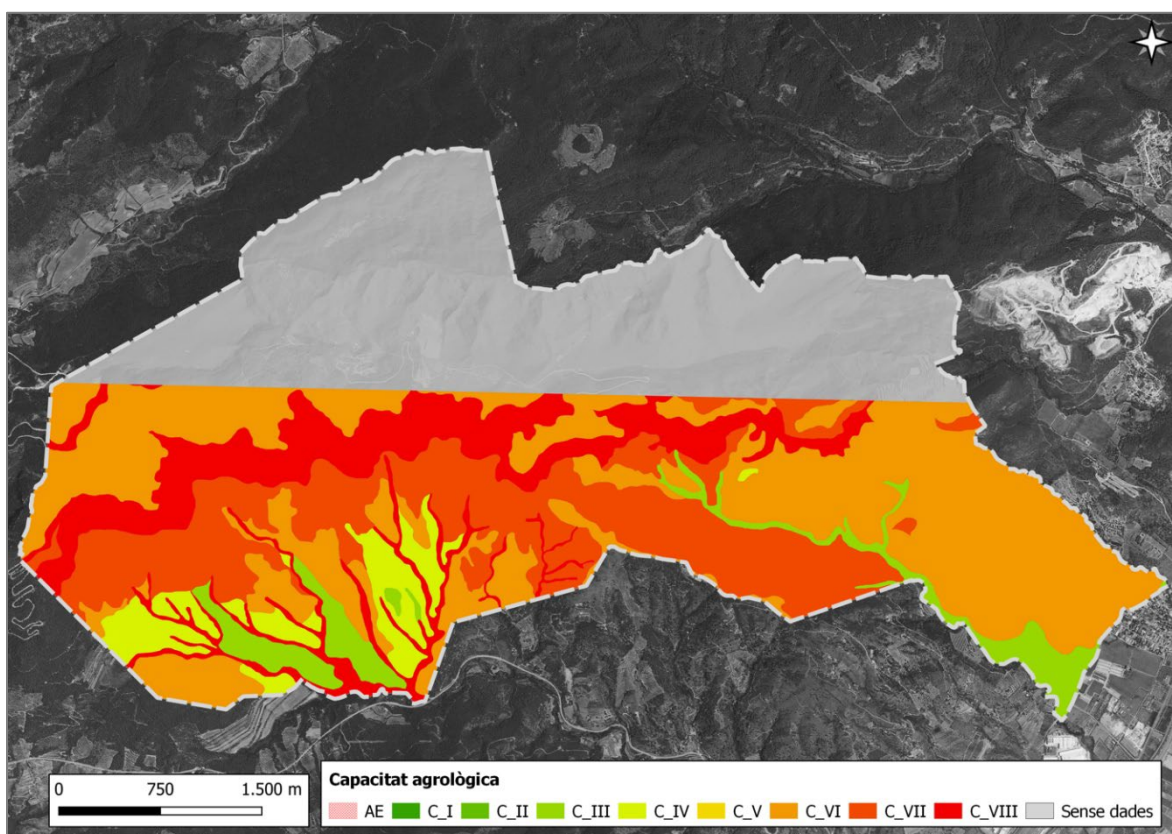 0 750 1.500 m
Capacitat agrològica
AE C_I C_II C_III C_IV C_V C_VI C_VII C_VIII Sense dades